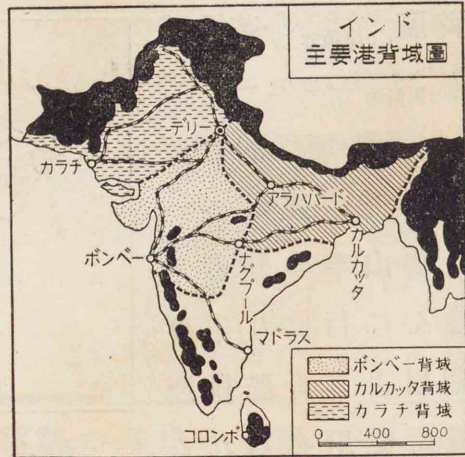 インド
主要港背域圖
デリー
カラチ
アラハバード
カルカッタ
ボンベー
ナグプール
マドラス
コロンボ
ボンベー背域
カルカッタ背域
カラチ背域
0 400 800